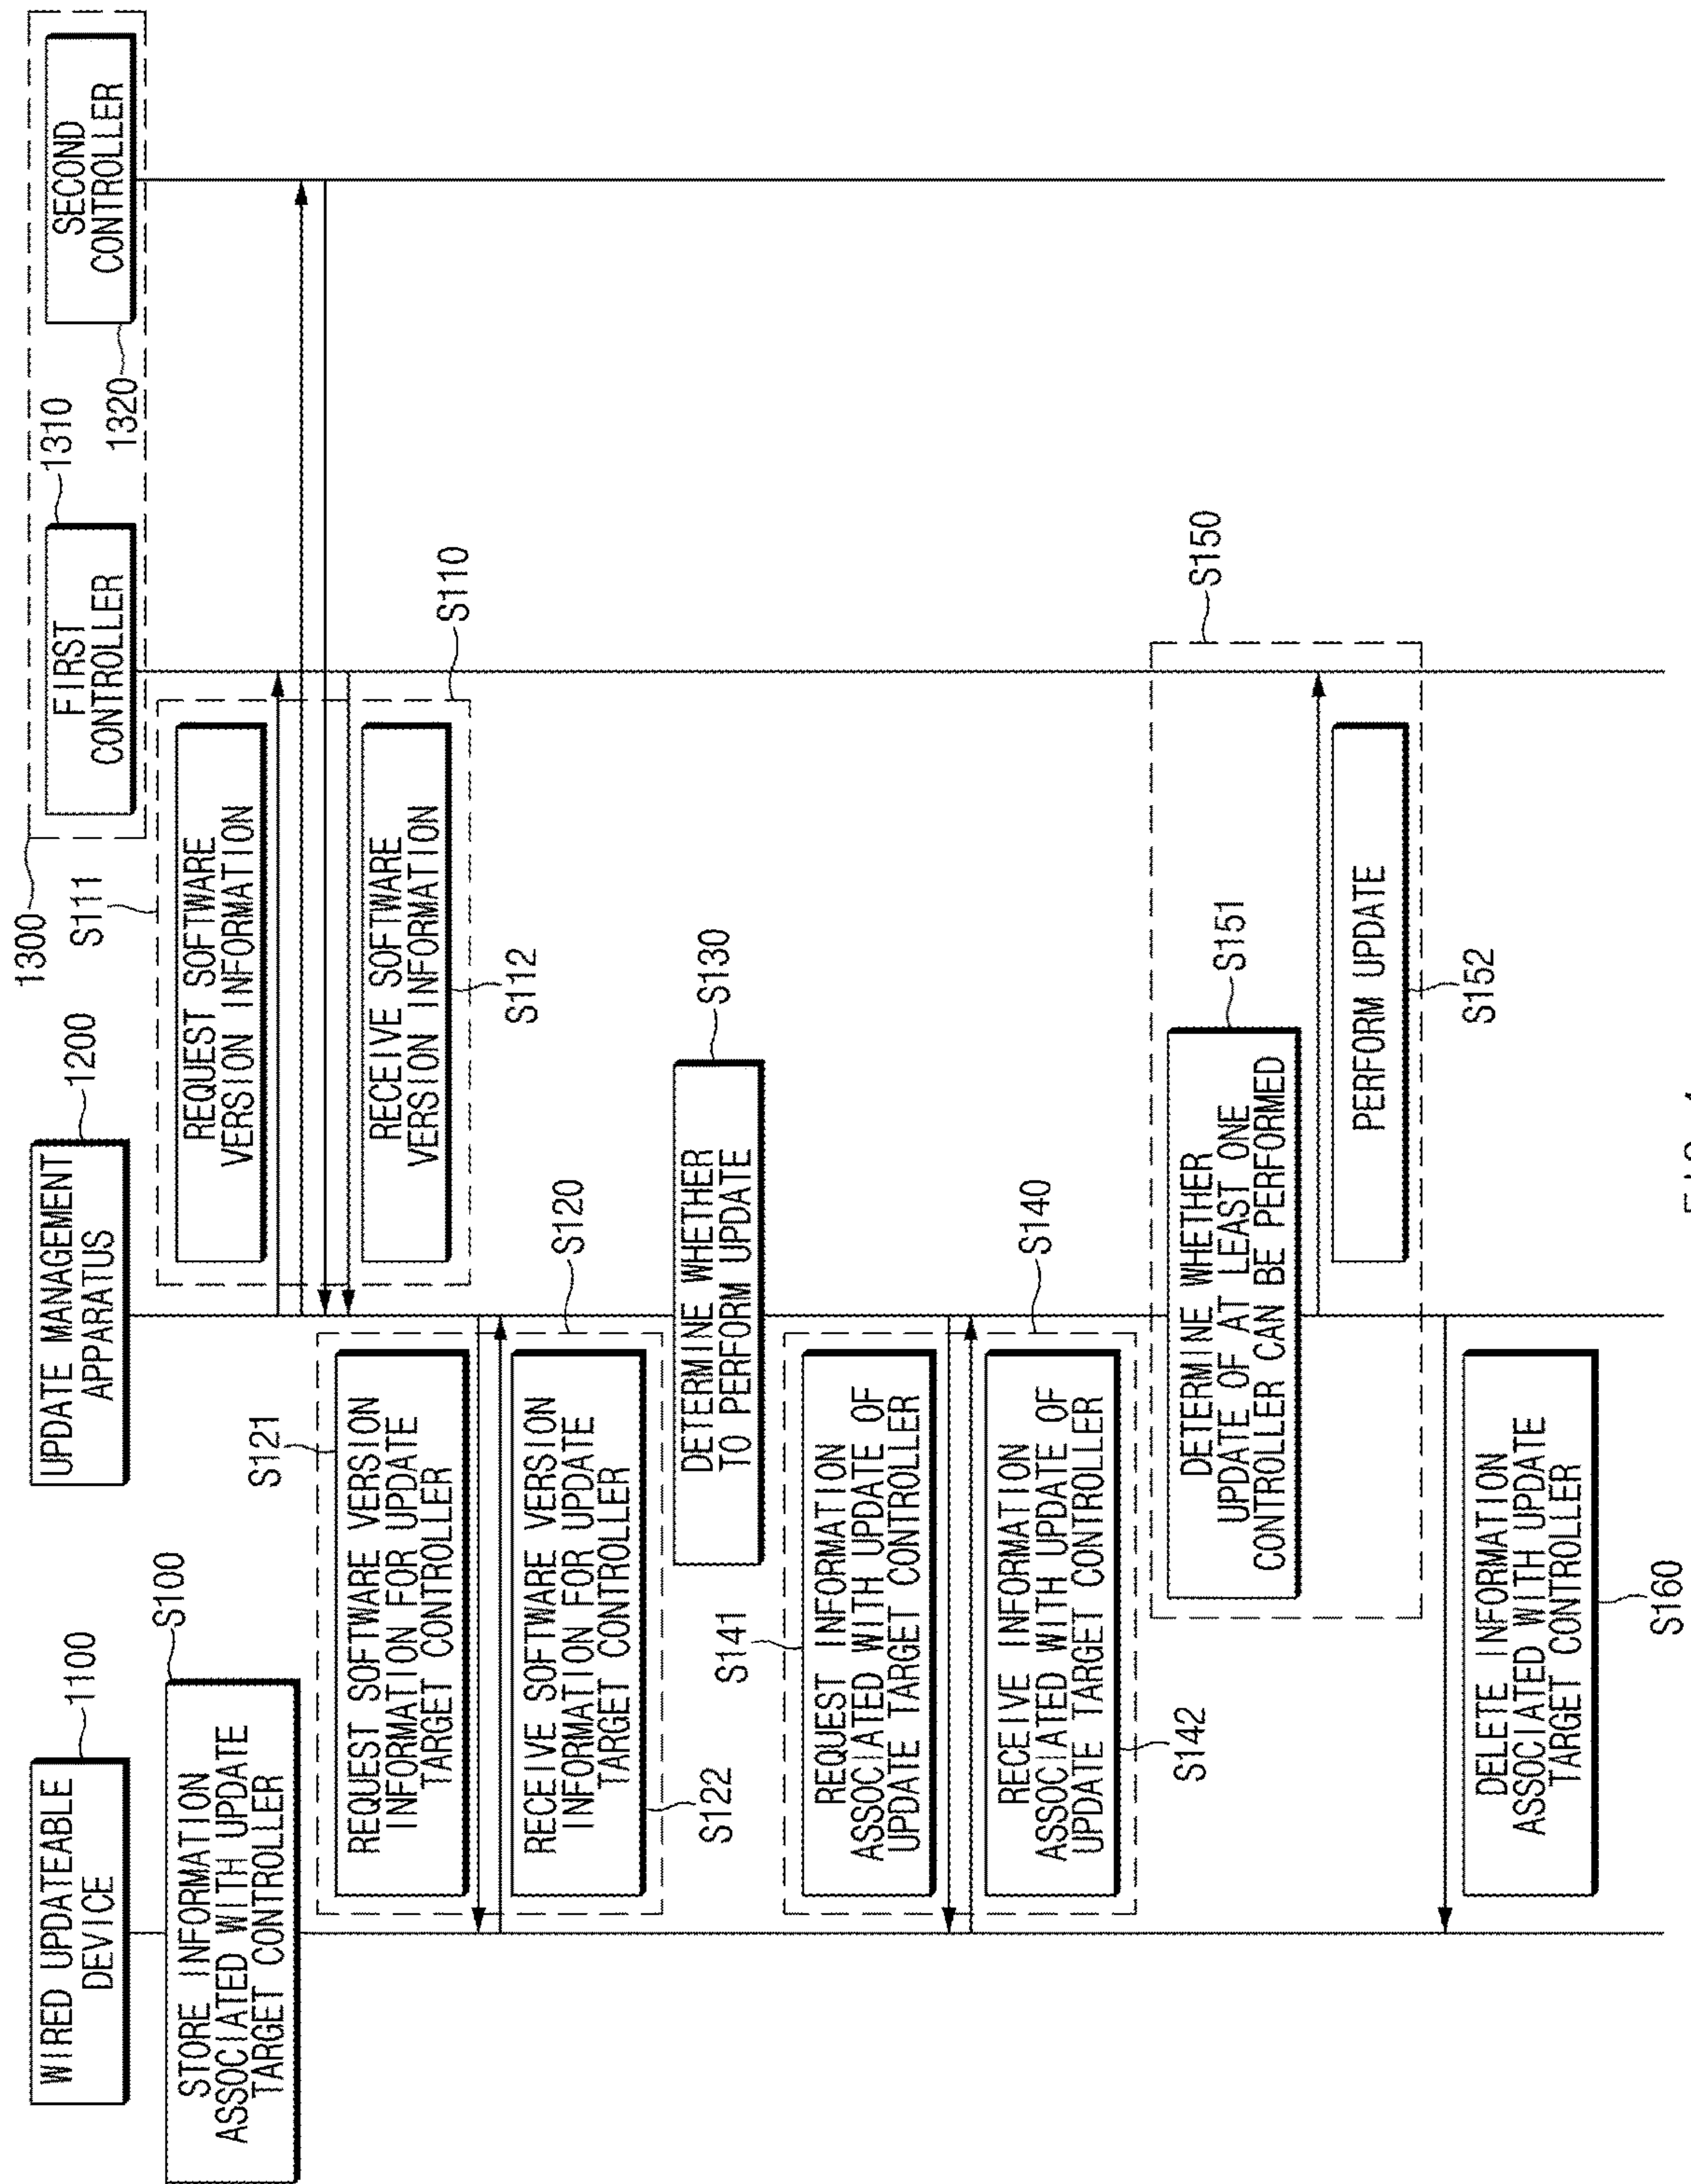 WIRED UPDATEABLE
DEVICE
1100
UPDATE MANAGEMENT
APPARATUS
1200
1300
FIRST
CONTROLLER
1310
SECOND
CONTROLLER
1320
STORE INFORMATION
ASSOCIATED WITH UPDATE
TARGET CONTROLLER
S100
S111
REQUEST SOFTWARE
VERSION INFORMATION
RECEIVE SOFTWARE
VERSION INFORMATION
S112
S110
S121
REQUEST SOFTWARE VERSION
INFORMATION FOR UPDATE
TARGET CONTROLLER
RECEIVE SOFTWARE VERSION
INFORMATION FOR UPDATE
TARGET CONTROLLER
S122
S120
DETERMINE WHETHER
TO PERFORM UPDATE
S130
S141
REQUEST INFORMATION
ASSOCIATED WITH UPDATE OF
UPDATE TARGET CONTROLLER
RECEIVE INFORMATION
ASSOCIATED WITH UPDATE OF
UPDATE TARGET CONTROLLER
S142
S140
DETERMINE WHETHER
UPDATE OF AT LEAST ONE
CONTROLLER CAN BE PERFORMED
S151
S150
PERFORM UPDATE
S152
DELETE INFORMATION
ASSOCIATED WITH UPDATE
TARGET CONTROLLER
S160